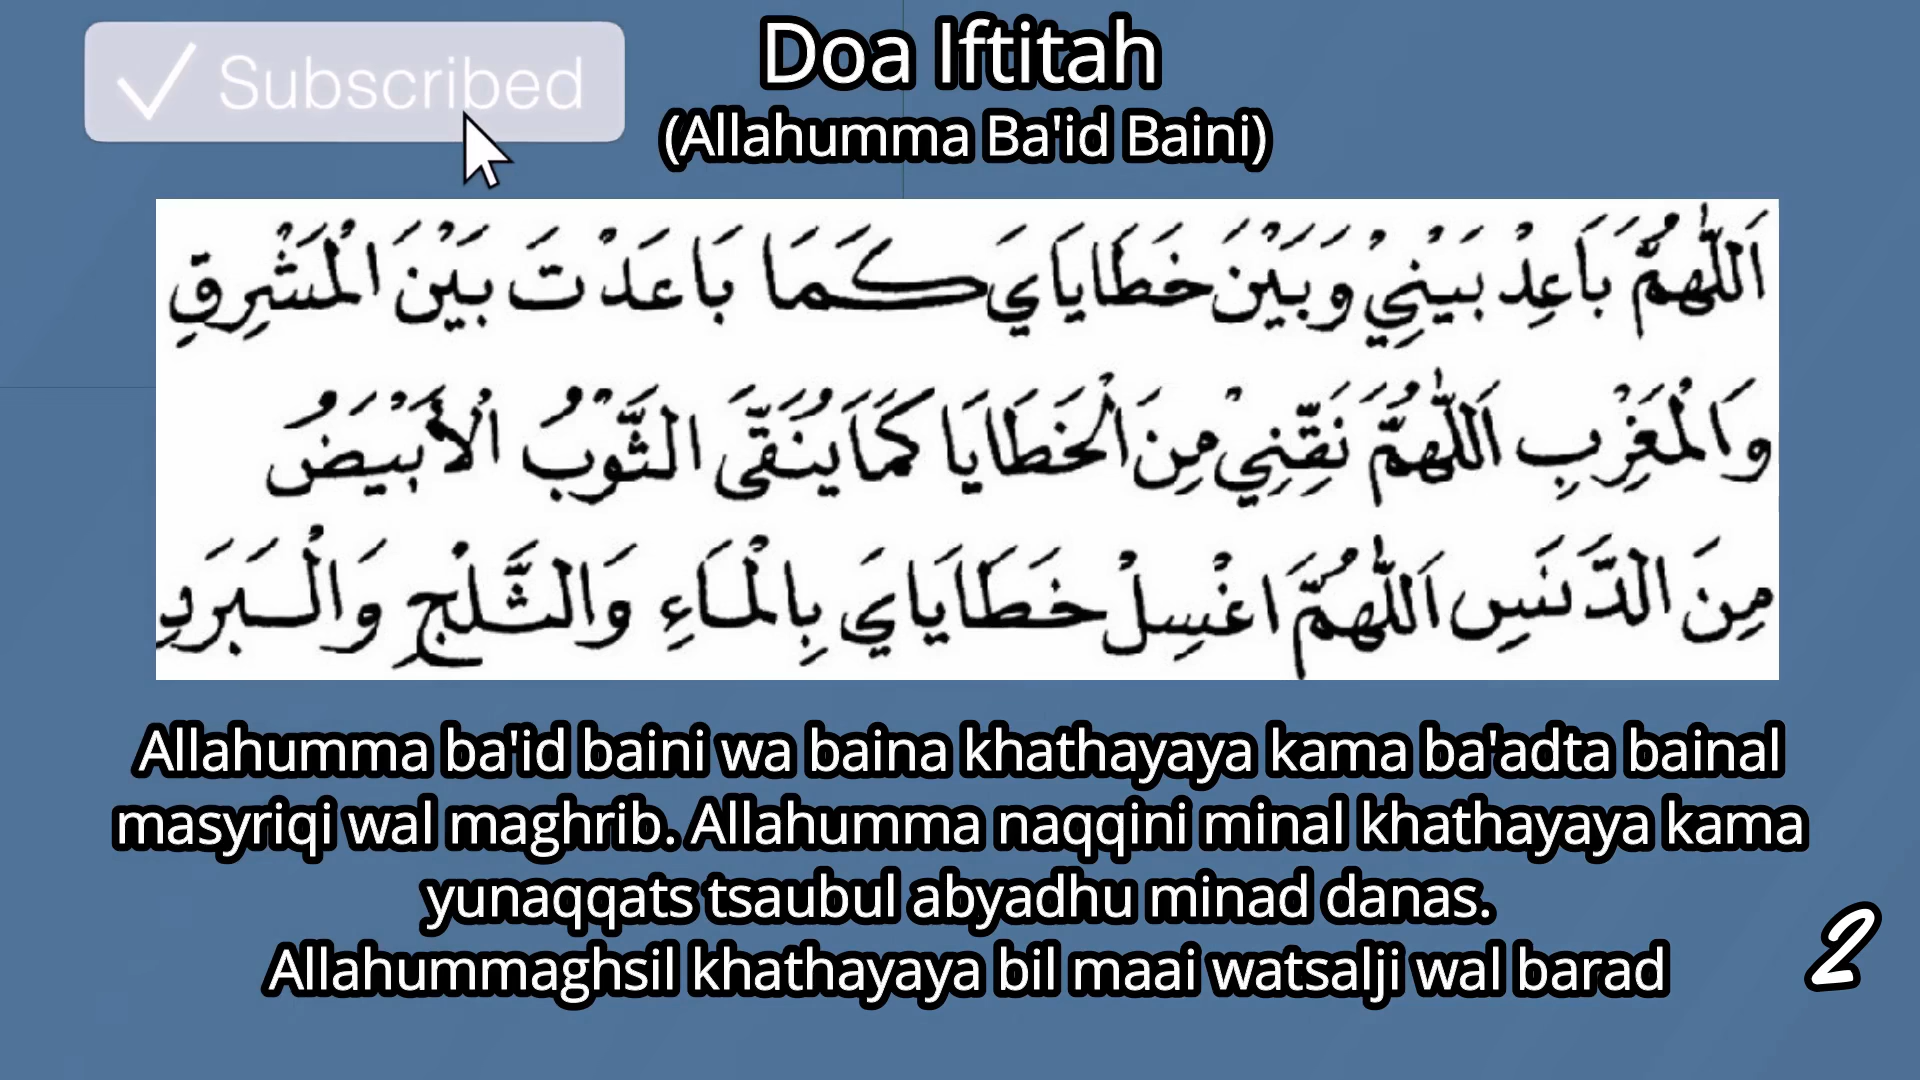 Subscribed
Doa Iftitah
(Allahumma Ba'id Baini)
اَللّٰهُمَّ بَاعِدْ بَيْنِيْ وَبَيْنَ خَطَايَايَ كَمَا بَاعَدْتَ بَيْنَ الْمَشْرِقِ
وَالْمَغْرِبِ اَللّٰهُمَّ نَقِّنِيْ مِنَ الْخَطَايَا كَمَا يُنَقَّى الثَّوْبُ الْأَبْيَضُ
مِنَ الدَّنَسِ اَللّٰهُمَّ اغْسِلْ خَطَايَايَ بِالْمَاءِ وَالثَّلْجِ وَالْبَرَدِ
Allahumma ba'id baini wa baina khathayaya kama ba'adta bainal
masyriqi wal maghrib. Allahumma naqqini minal khathayaya kama
yunaqqats tsaubul abyadhu minad danas.
Allahummaghsil khathayaya bil maai watsalji wal barad
2